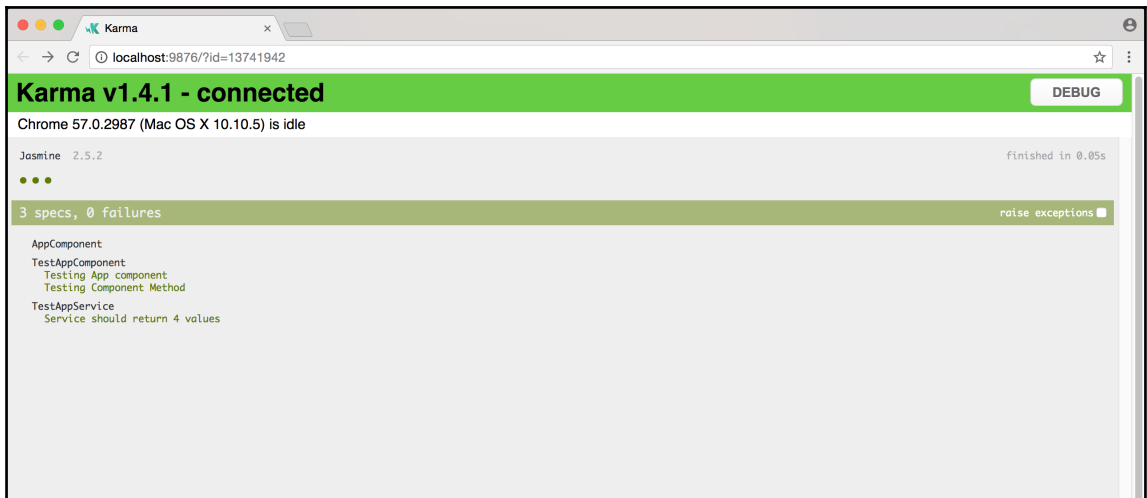 Karma
localhost:9876/?id=13741942
Karma v1.4.1 - connected
DEBUG
Chrome 57.0.2987 (Mac OS X 10.10.5) is idle
Jasmine 2.5.2
finished in 0.05s
3 specs, 0 failures
raise exceptions
AppComponent
TestAppComponent
Testing App component
Testing Component Method
TestAppService
Service should return 4 values